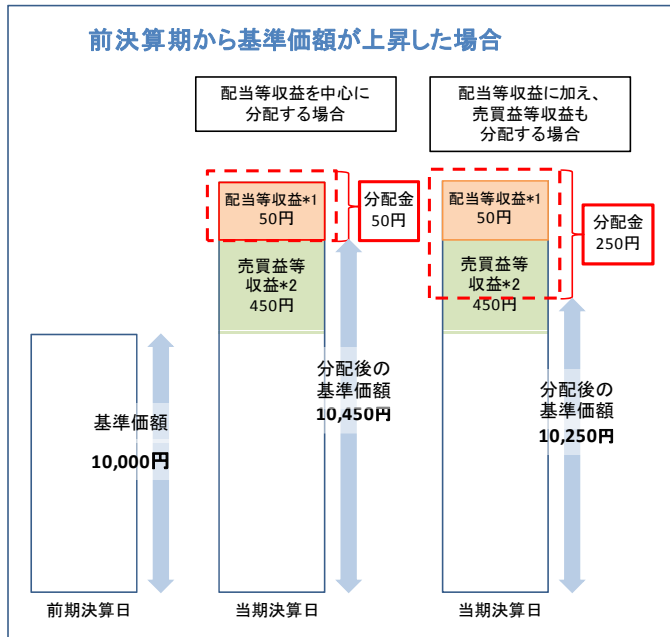 前決算期から基準価額が上昇した場合
配当等収益を中心に
分配する場合
配当等収益に加え、
売買益等収益も
分配する場合
配当等収益*1
50円
分配金
50円
売買益等
収益*2
450円
配当等収益*1
50円
分配金
250円
売買益等
収益*2
450円
基準価額
10,000円
分配後の
基準価額
10,450円
分配後の
基準価額
10,250円
前期決算日
当期決算日
当期決算日